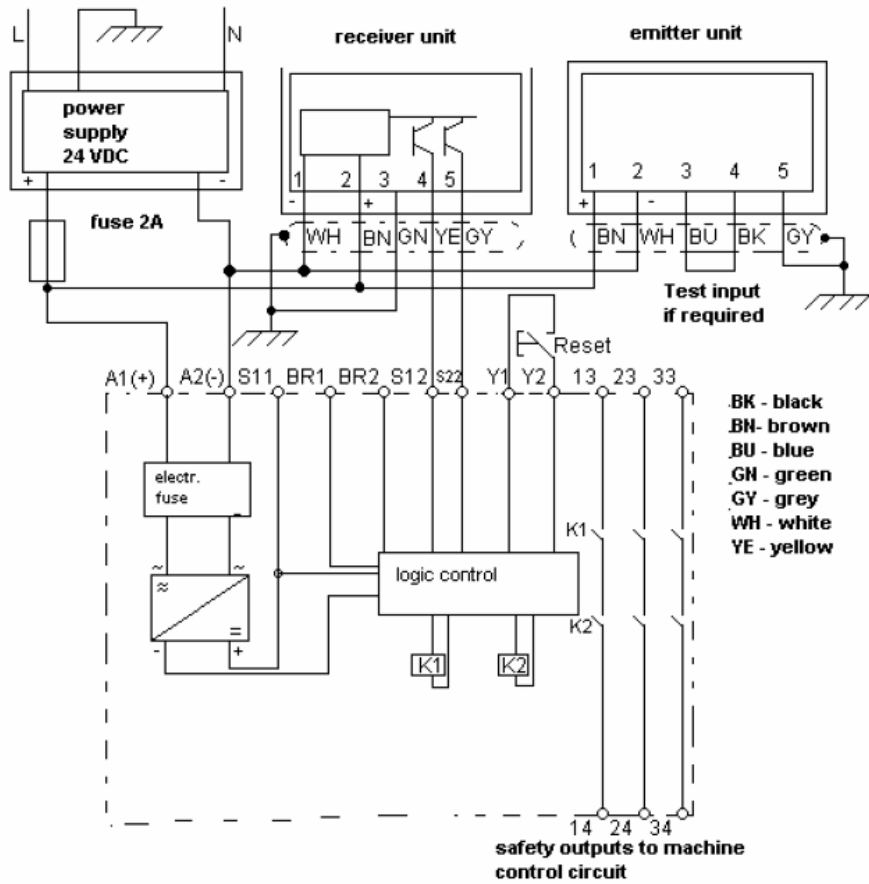 L
N
receiver unit
emitter unit
power
supply
24 VDC
+
-
fuse 2A
1 2 3 4 5
- +
WH BN GN YE GY
1 2 3 4 5
+ -
BN WH BU BK GY
Test input
if required
Reset
A1(+) A2(-) S11 BR1 BR2 S12 S22 Y1 Y2 13 23 33
BK - black
BN- brown
BU - blue
GN - green
GY - grey
WH - white
YE - yellow
electr.
fuse
-
~ ~
≈
=
- +
logic control
K1
K2
K1
K2
14 24 34
safety outputs to machine
control circuit